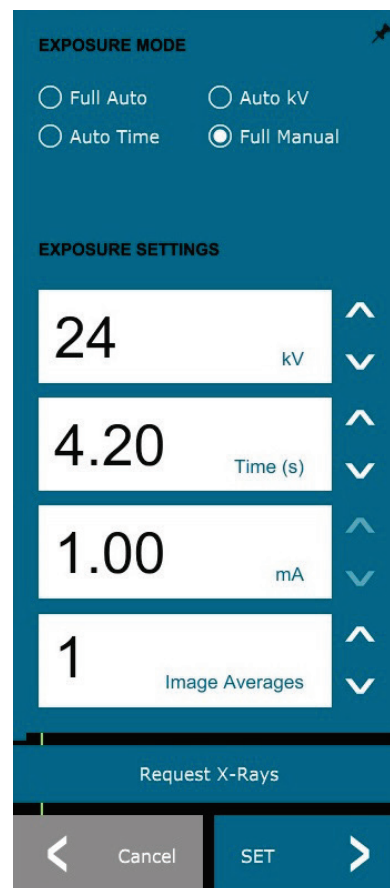 EXPOSURE MODE
Full Auto
Auto kV
Auto Time
Full Manual
EXPOSURE SETTINGS
24
kV
4.20
Time (s)
1.00
mA
1
Image Averages
Request X-Rays
Cancel
SET